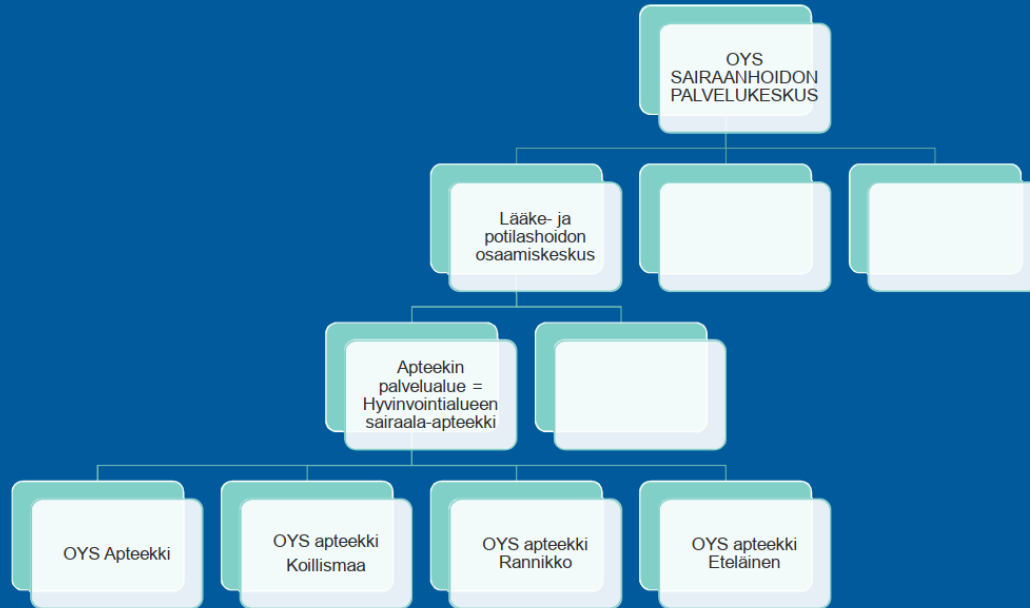 OYS
SAIRAANHOIDON
PALVELUKESKUS
Lääke- ja
potilashoidon
osaamiskeskus
Apteekin
palvelualue =
Hyvinvointialueen
sairaala-apteekki
OYS Apteekki
OYS apteekki
Koillismaa
OYS apteekki
Rannikko
OYS apteekki
Eteläinen